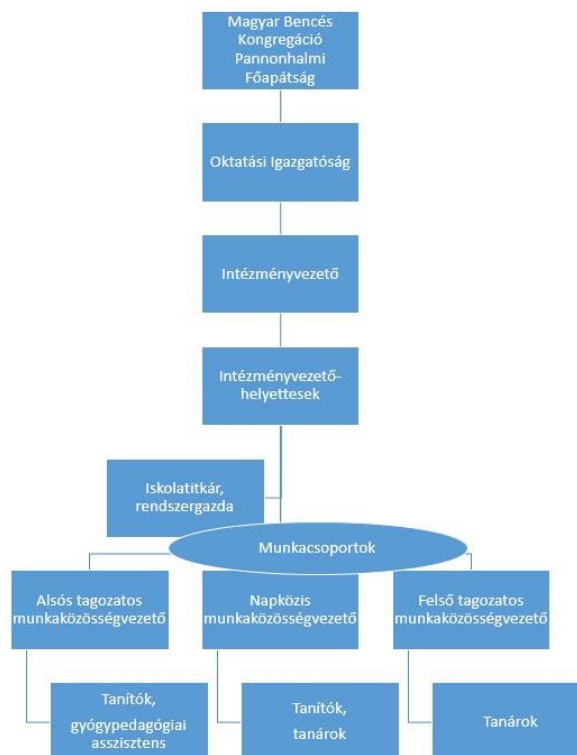 Magyar Bencés
Kongregáció
Pannonhalmi
Főapátság
Oktatási Igazgatóság
Intézményvezető
Intézményvezető-
helyettesek
Iskolatitkár,
rendszergazda
Munkacsoportok
Alsós tagozatos
munkaközösségvezető
Napközis
munkaközösségvezető
Felső tagozatos
munkaközösségvezető
Tanítók,
gyógypedagógiai
asszisztens
Tanítók,
tanárok
Tanárok